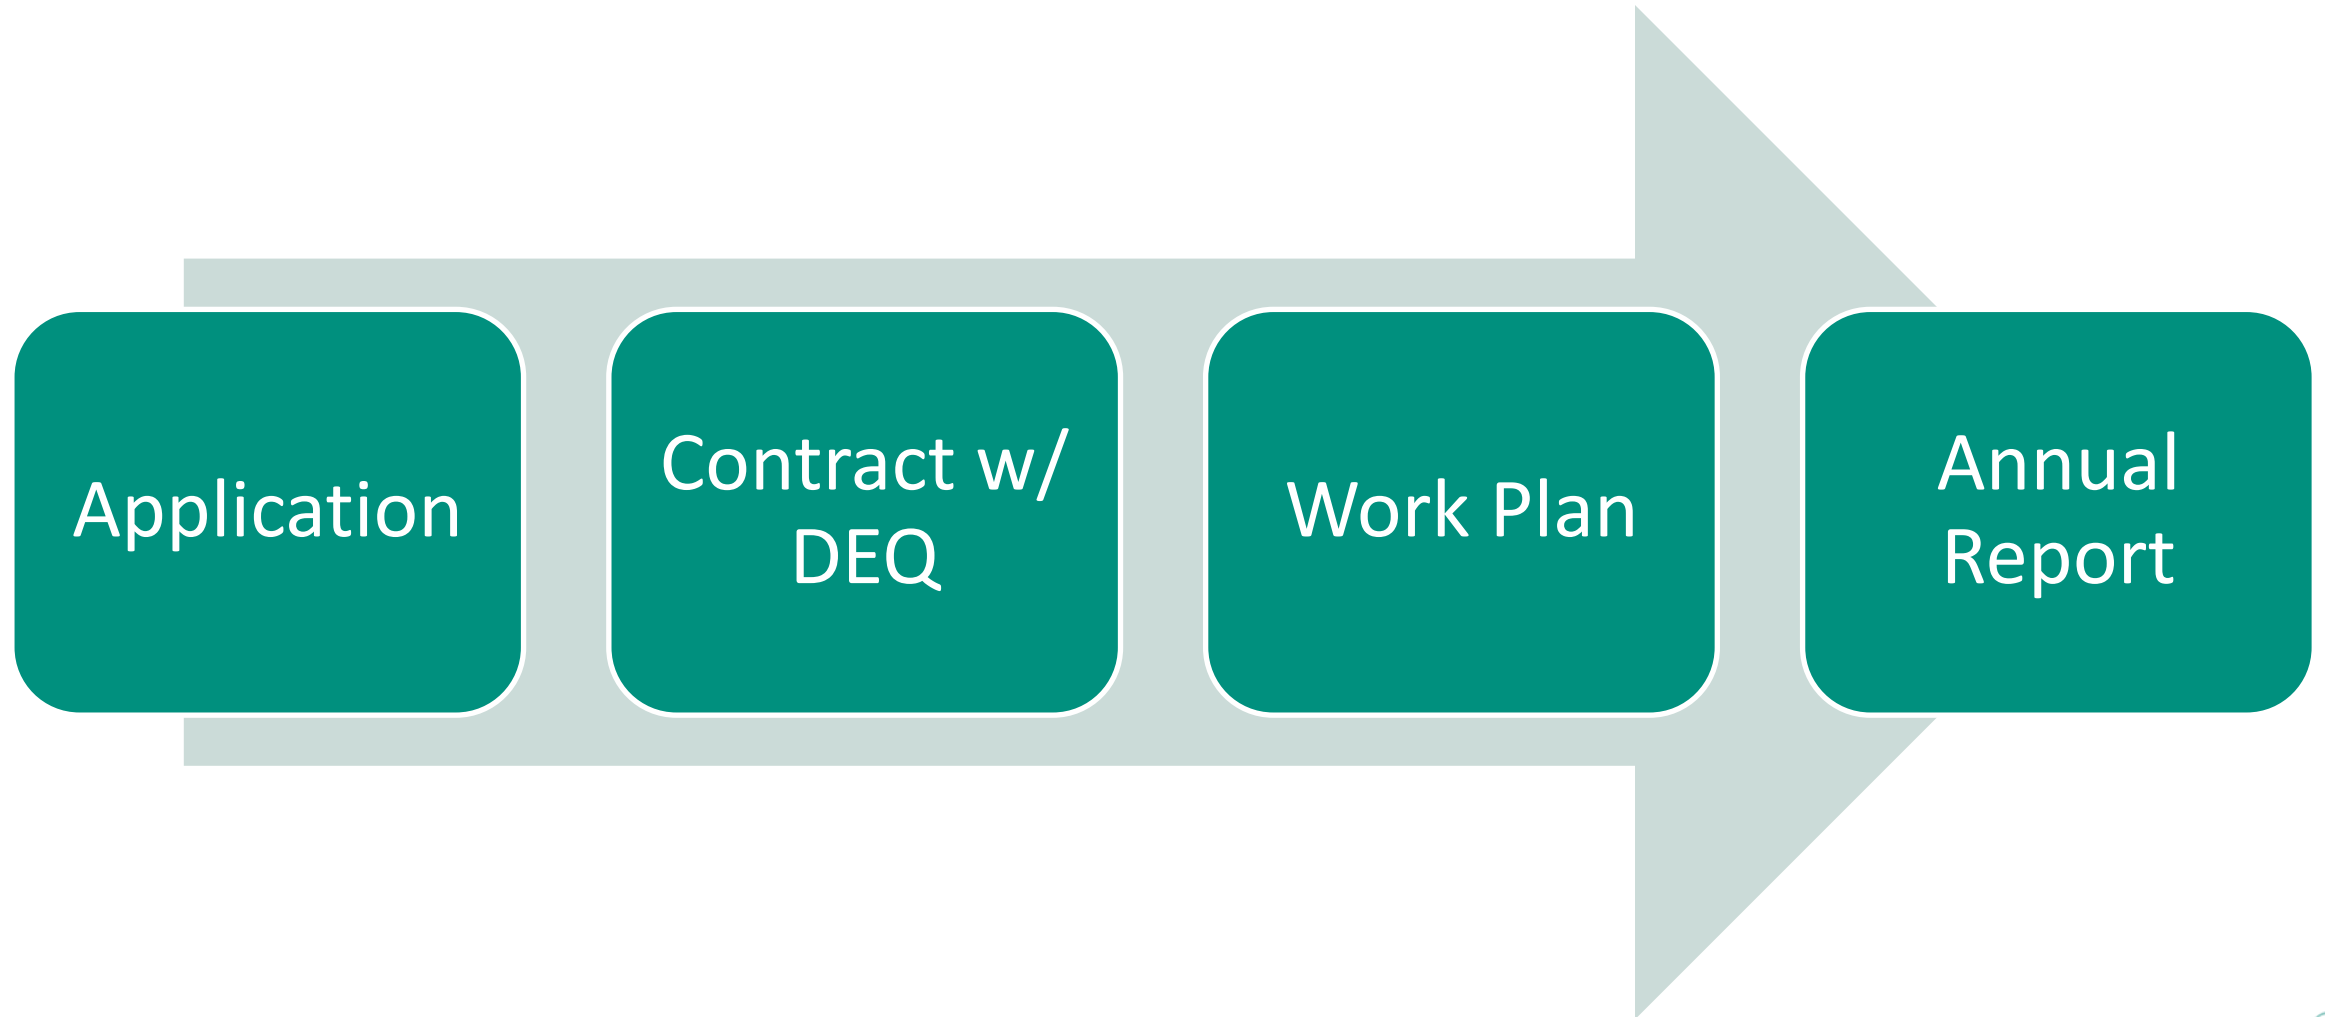 Application
Contract w/
DEQ
Work Plan
Annual
Report